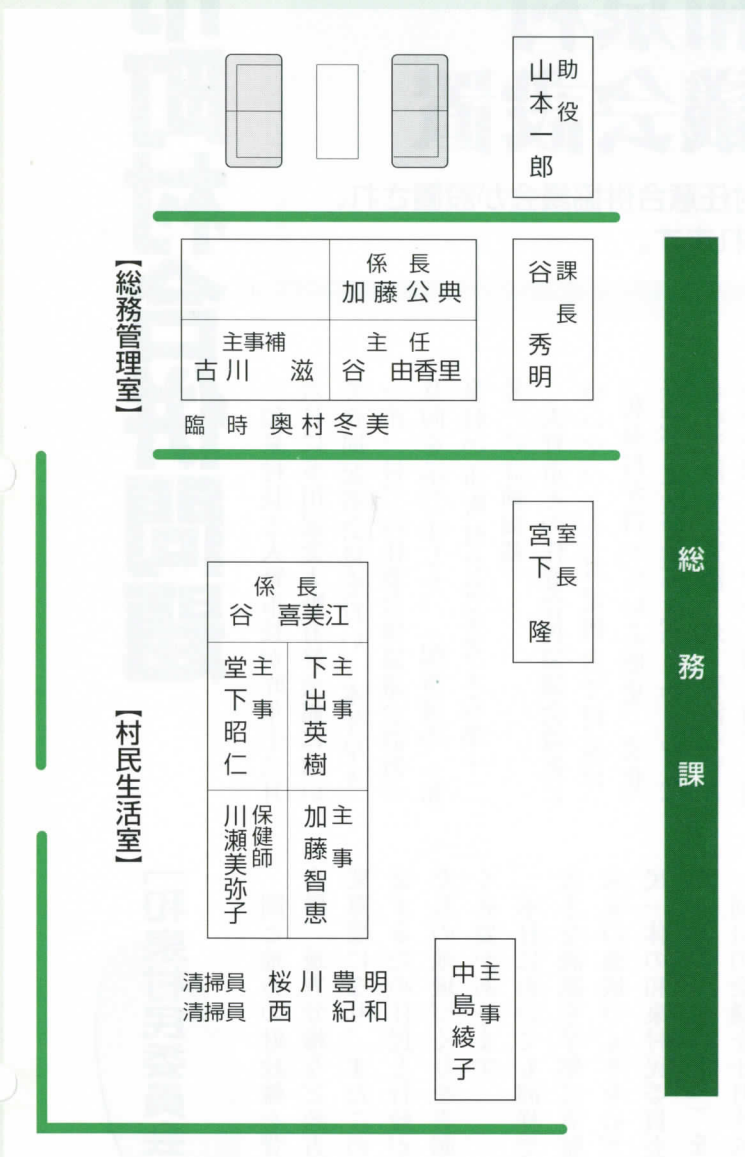 助役
山本一郎
総務課
【総務管理室】
課長
谷 秀明
係 長
加藤公典
主事補
古川 滋
主 任
谷 由香里
臨 時 奥村冬美
【村民生活室】
室長
宮下 隆
係 長
谷 喜美江
主事
下出英樹
主事
堂下昭仁
主事
加藤智恵
保健師
川瀬美弥子
主事
中島綾子
清掃員 桜川豊明
清掃員 西 紀和